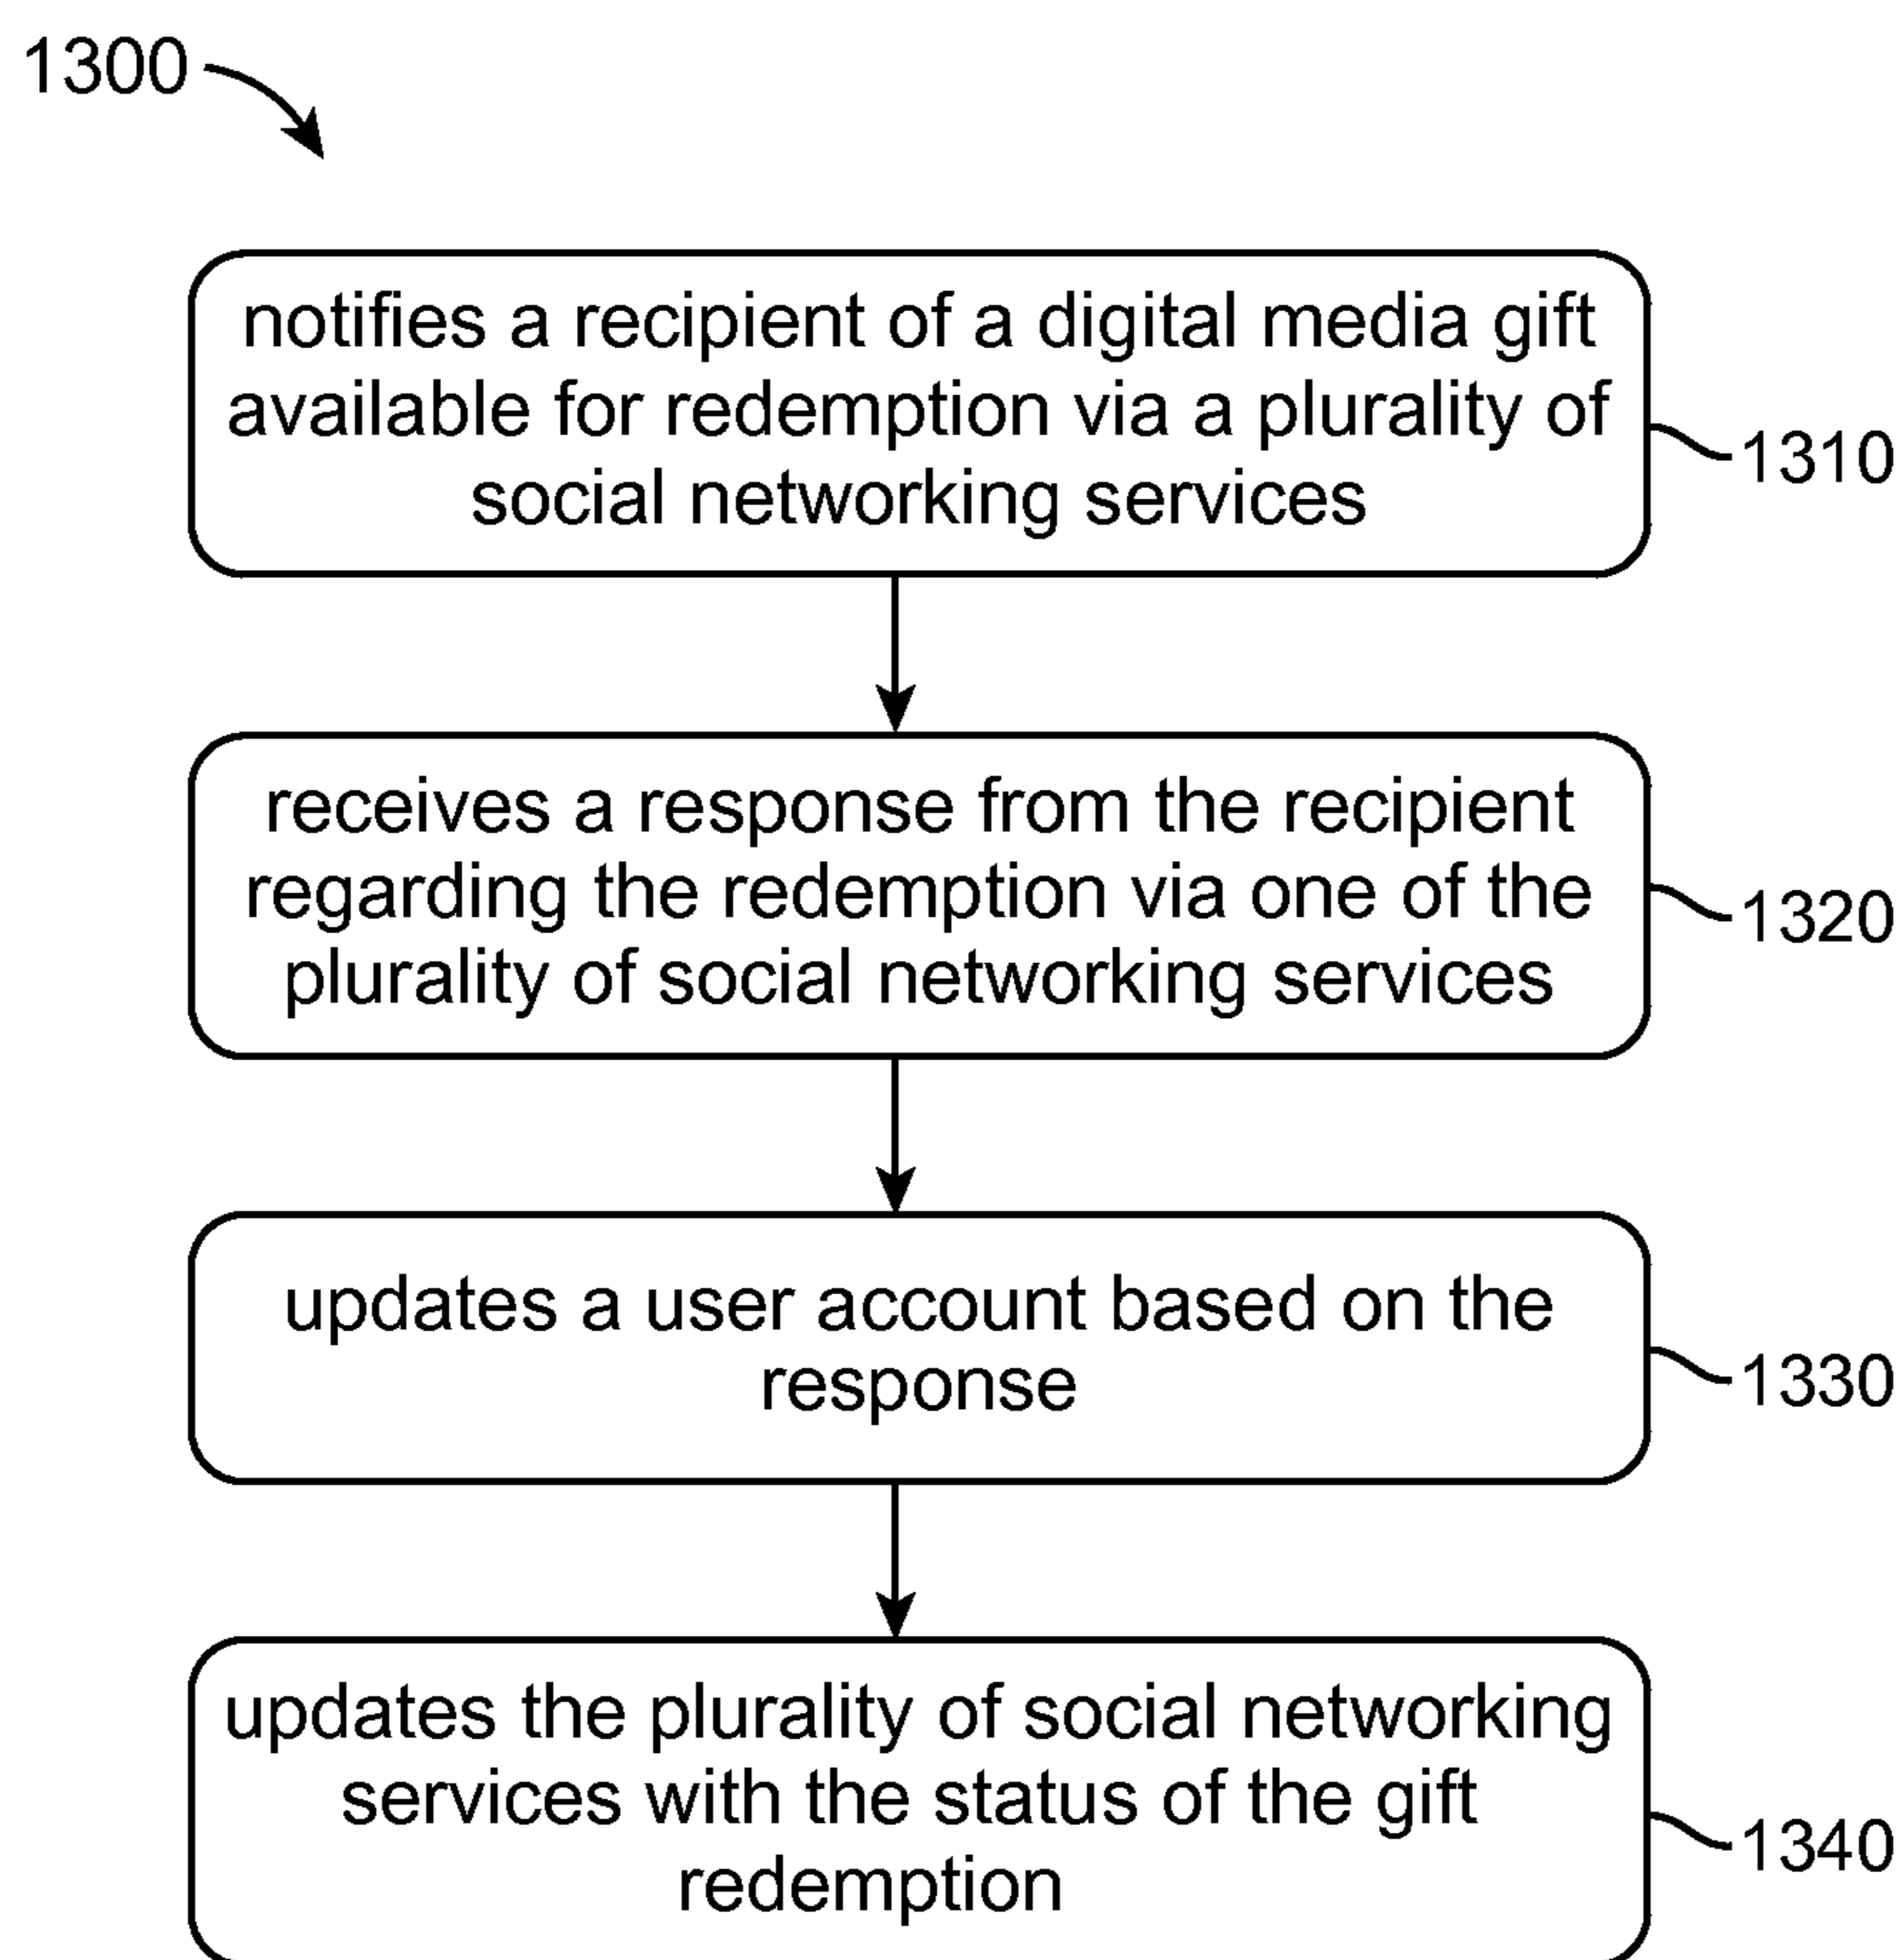 1300
notifies a recipient of a digital media gift
available for redemption via a plurality of
social networking services
1310
receives a response from the recipient
regarding the redemption via one of the
plurality of social networking services
1320
updates a user account based on the
response
1330
updates the plurality of social networking
services with the status of the gift
redemption
1340